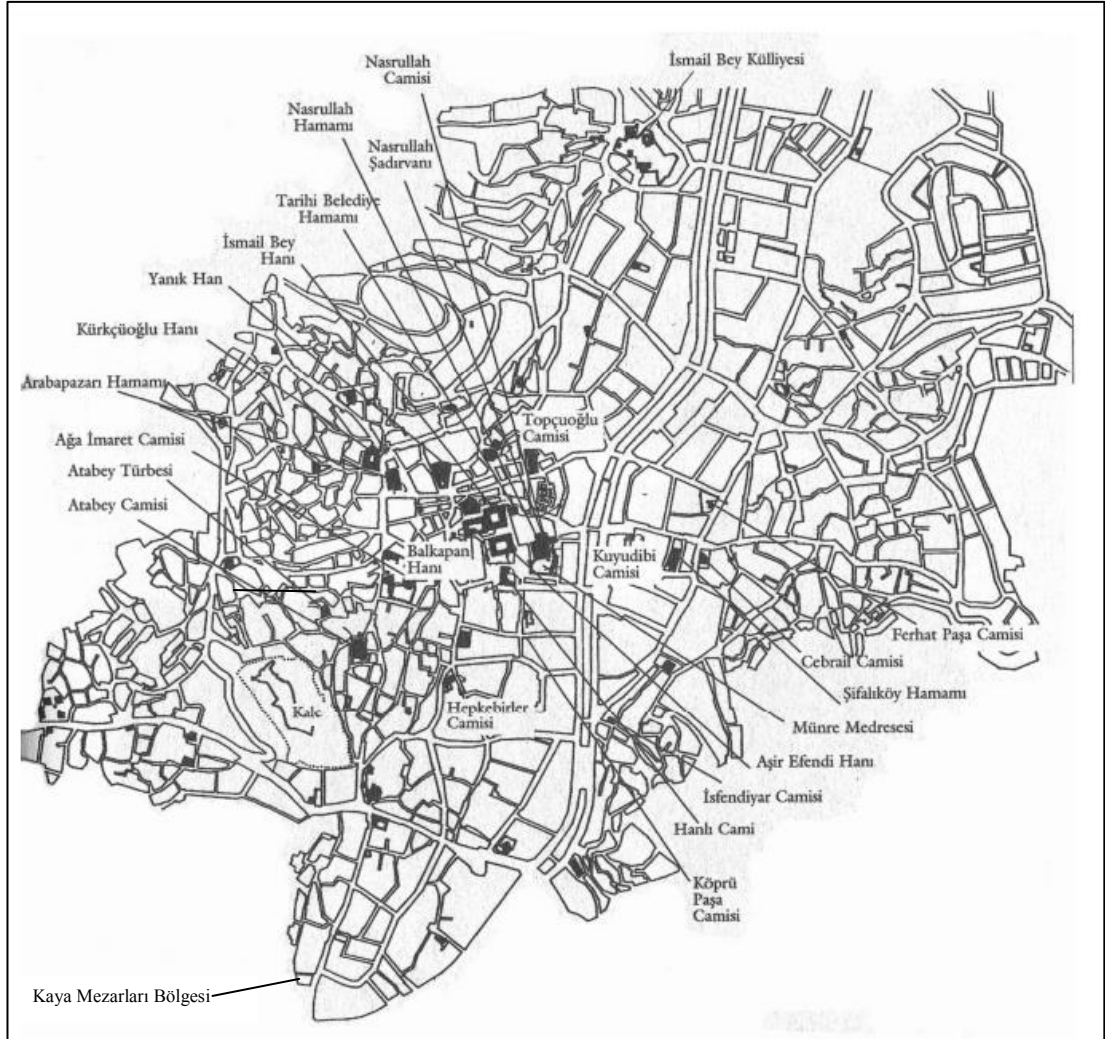 Nasrullah
Camisi
İsmail Bey Külliyesi
Nasrullah
Hamamı
Nasrullah
Şadırvanı
Tarihi Belediye
Hamamı
İsmail Bey
Hanı
Yanık Han
Kürkçüoğlu Hanı
Arabapazarı Hamamı
Ağa İmaret Camisi
Atabey Türbesi
Atabey Camisi
Topçuoğlu
Camisi
Balkapan
Hanı
Kuyudibi
Camisi
Ferhat Paşa Camisi
Cebrail Camisi
Şifalıköy Hamamı
Kale
Hepkebirler
Camisi
Münre Medresesi
Aşir Efendi Hanı
İsfendiyar Camisi
Hanlı Cami
Köprü
Paşa
Camisi
Kaya Mezarları Bölgesi